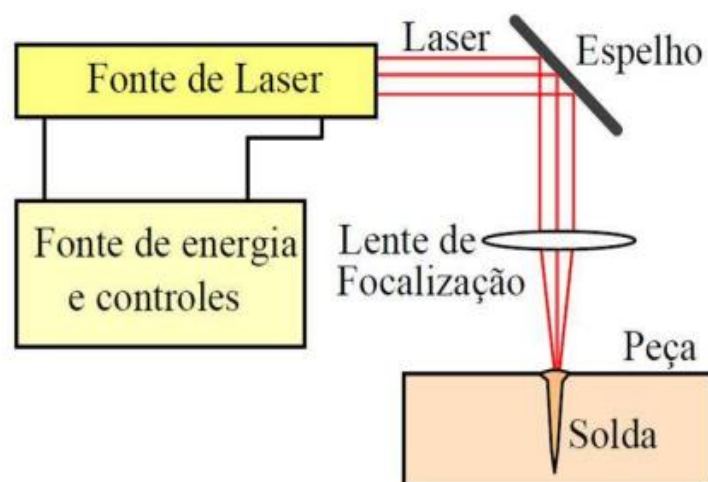 Laser
Espelho
Fonte de Laser
Fonte de energia
e controles
Lente de
Focalização
Peça
Solda